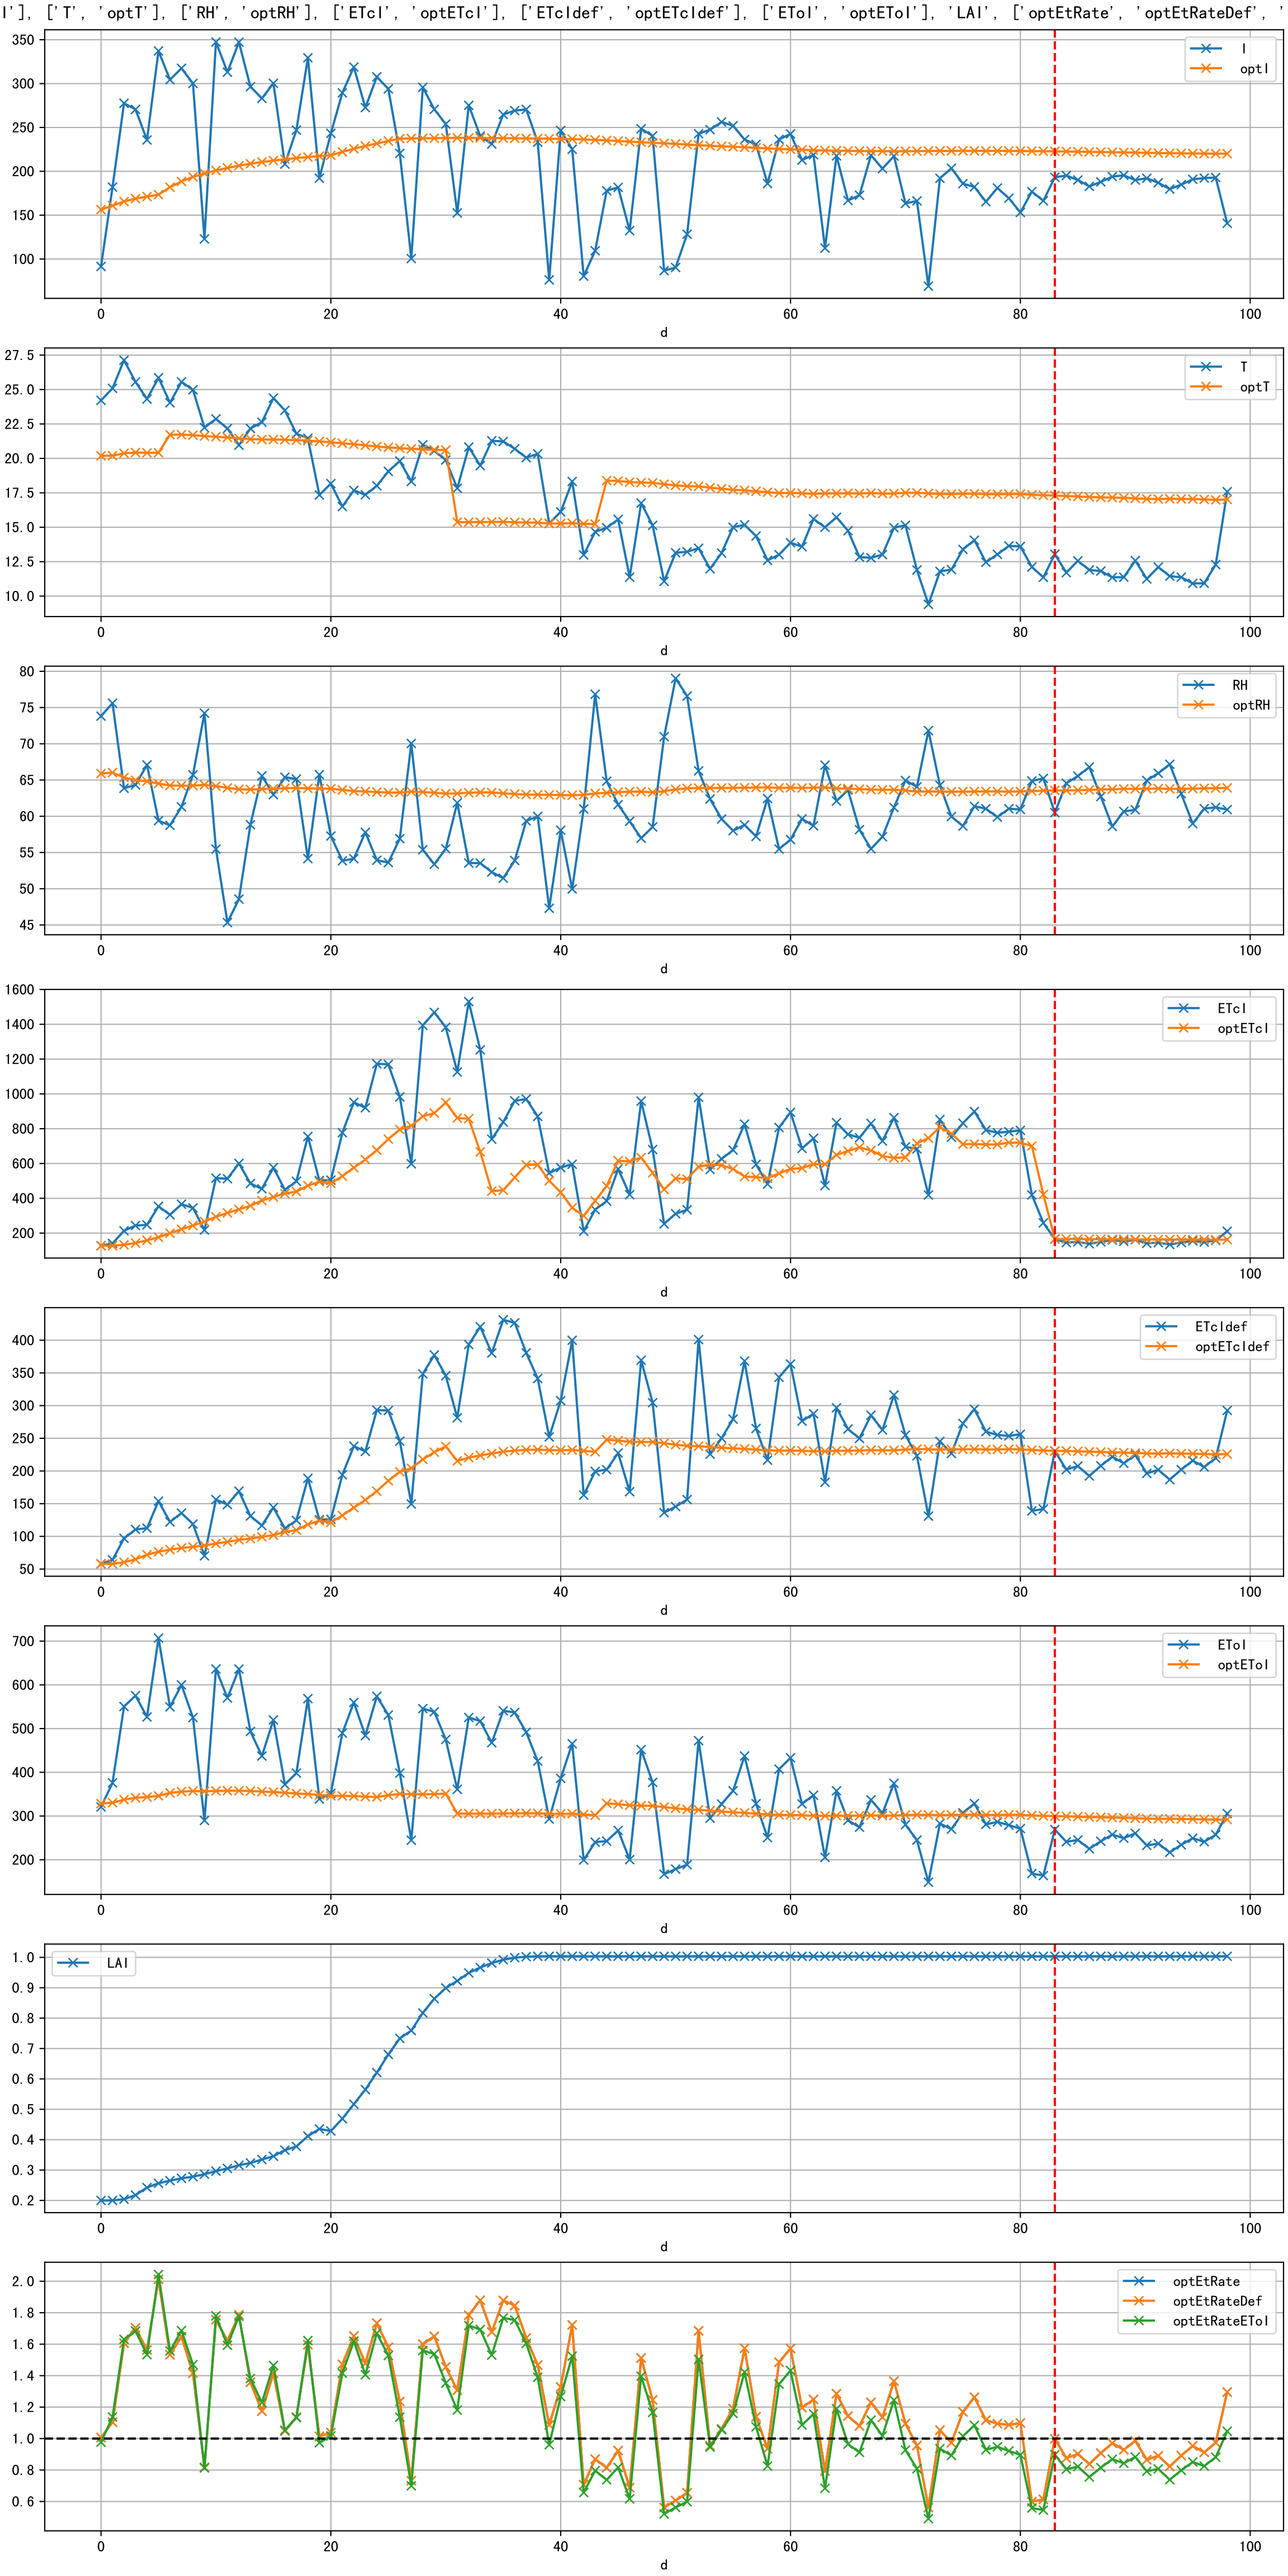 I'], ['T', 'optT'], ['RH', 'optRH'], ['ETcI', 'optETcI'], ['ETcIdef', 'optETcIdef'], ['EToI', 'optEToI'], 'LAI', ['optEtRate', 'optEtRateDef', '
I
optI
350
300
250
200
150
100
0 20 40 60 80 100
d
T
optT
27.5
25.0
22.5
20.0
17.5
15.0
12.5
10.0
0 20 40 60 80 100
d
RH
optRH
80
75
70
65
60
55
50
45
0 20 40 60 80 100
d
ETcI
optETcI
1600
1400
1200
1000
800
600
400
200
0 20 40 60 80 100
d
ETcIdef
optETcIdef
400
350
300
250
200
150
100
50
0 20 40 60 80 100
d
EToI
optEToI
700
600
500
400
300
200
0 20 40 60 80 100
d
LAI
1.0
0.9
0.8
0.7
0.6
0.5
0.4
0.3
0.2
0 20 40 60 80 100
d
optEtRate
optEtRateDef
optEtRateEToI
2.0
1.8
1.6
1.4
1.2
1.0
0.8
0.6
0 20 40 60 80 100
d